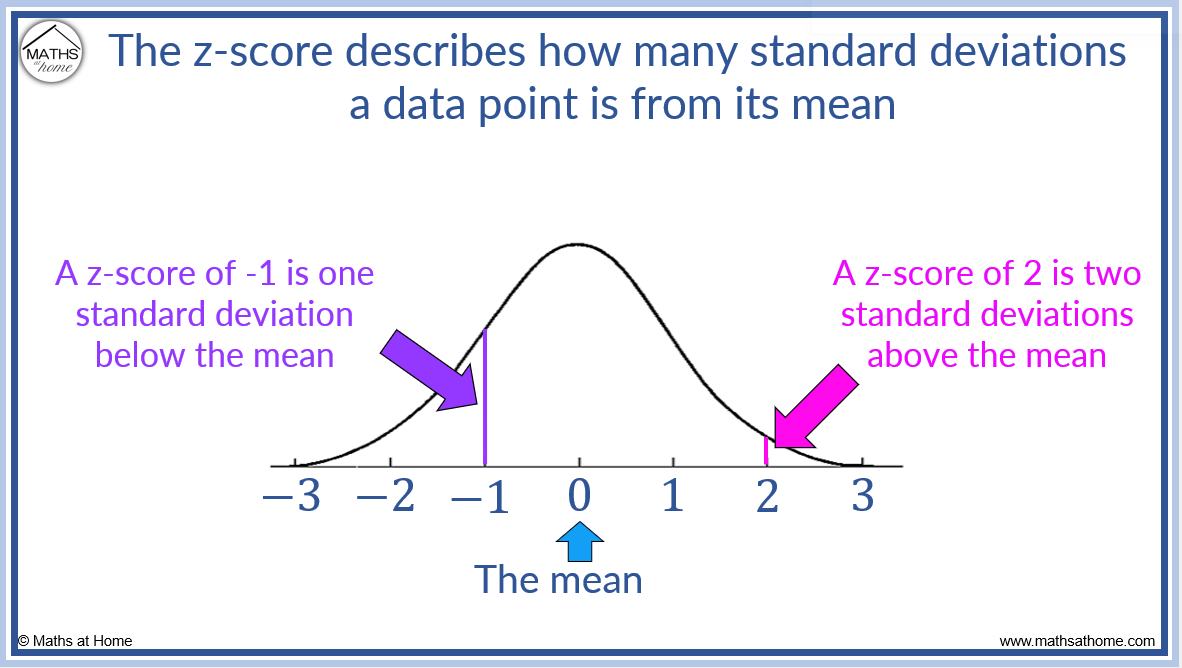 MATHS
at
home
The z-score describes how many standard deviations
a data point is from its mean
A z-score of -1 is one
standard deviation
below the mean
A z-score of 2 is two
standard deviations
above the mean
−3 −2 −1 0 1 2 3
The mean
© Maths at Home
www.mathsathome.com